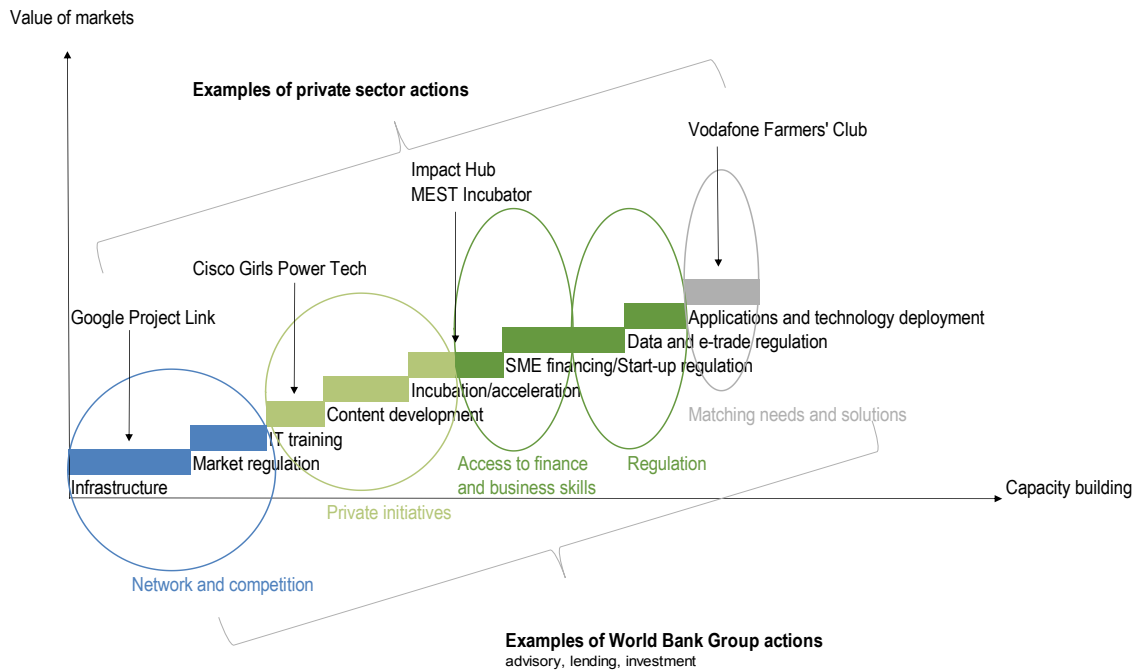 Value of markets
Examples of private sector actions
Vodafone Farmers' Club
Impact Hub
MEST Incubator
Cisco Girls Power Tech
Google Project Link
Applications and technology deployment
Data and e-trade regulation
SME financing/Start-up regulation
Incubation/acceleration
Content development
Matching needs and solutions
IT training
Market regulation
Access to finance
and business skills
Regulation
Infrastructure
Capacity building
Private initiatives
Network and competition
Examples of World Bank Group actions
advisory, lending, investment